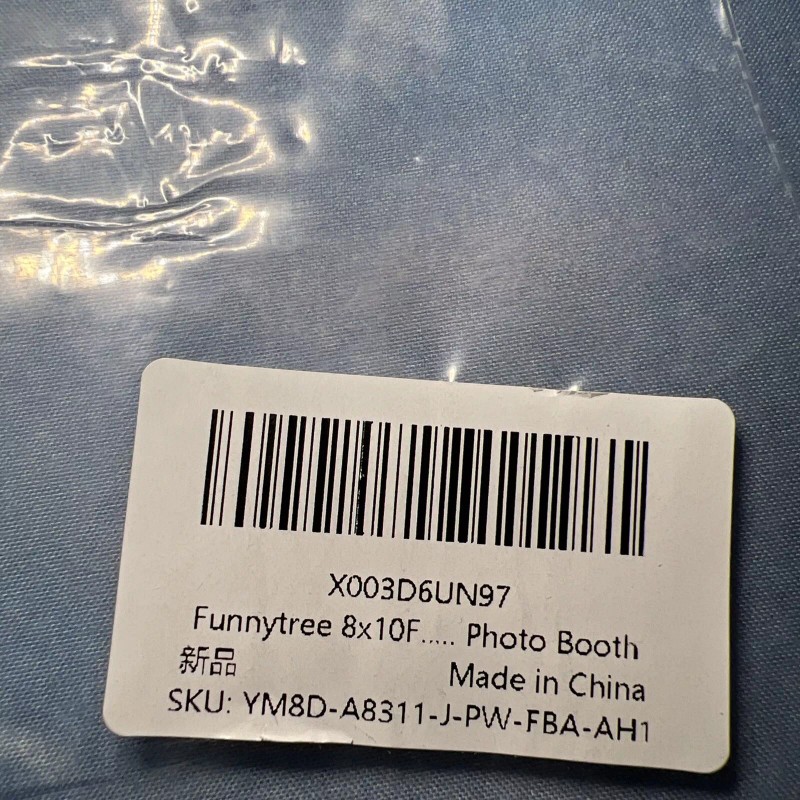 X003D6UN97
Funnytree 8x10F..... Photo Booth
新品
Made in China
SKU: YM8D-A8311-J-PW-FBA-AH1